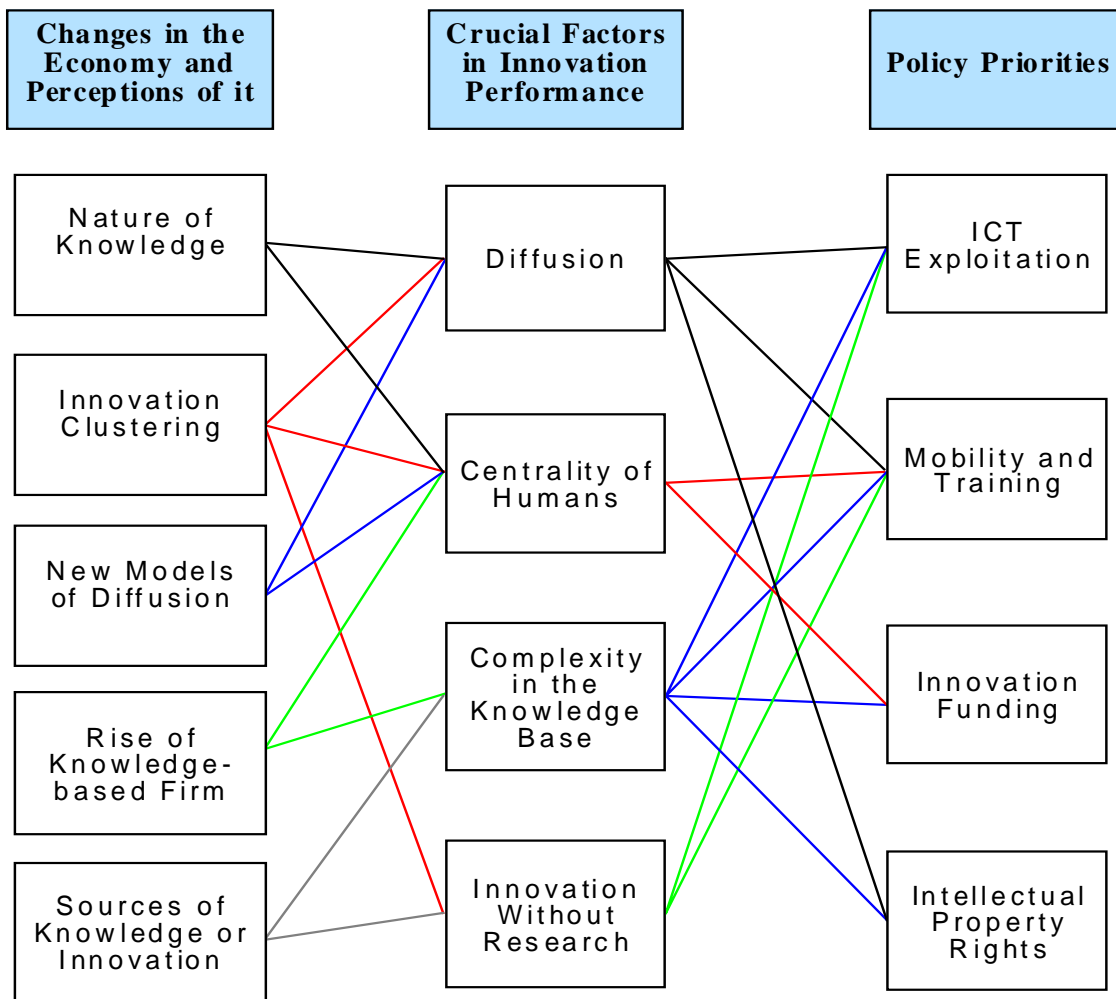 Changes in the
Economy and
Perceptions of it
Crucial Factors
in Innovation
Performance
Policy Priorities
Nature of
Knowledge
Innovation
Clustering
New Models
of Diffusion
Rise of
Knowledge-
based Firm
Sources of
Knowledge or
Innovation
Diffusion
Centrality of
Humans
Complexity
in the
Knowledge
Base
Innovation
Without
Research
ICT
Exploitation
Mobility and
Training
Innovation
Funding
Intellectual
Property
Rights